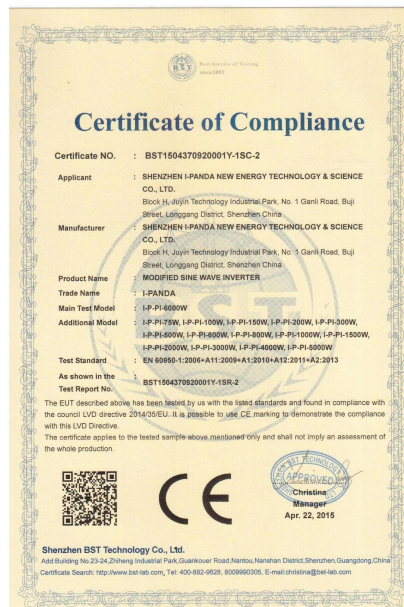 BST
Best Service of Testing
since2003
Certificate of Compliance
Certificate NO. : BST1504370920001Y-1SC-2
Applicant : SHENZHEN I-PANDA NEW ENERGY TECHNOLOGY & SCIENCE
CO., LTD.
Block H, Juyin Technology Industrial Park, No. 1 Ganli Road, Buji
Street, Longgang District, Shenzhen China
Manufacturer : SHENZHEN I-PANDA NEW ENERGY TECHNOLOGY & SCIENCE
CO., LTD.
Block H, Juyin Technology Industrial Park, No. 1 Ganli Road, Buji
Street, Longgang District, Shenzhen China
Product Name : MODIFIED SINE WAVE INVERTER
Trade Name : I-PANDA
Main Test Model : I-P-PI-6000W
Additional Model : I-P-PI-75W, I-P-PI-100W, I-P-PI-150W, I-P-PI-200W, I-P-PI-300W,
I-P-PI-500W, I-P-PI-600W, I-P-PI-800W, I-P-PI-1000W, I-P-PI-1500W,
I-P-PI-2000W, I-P-PI-3000W, I-P-PI-4000W, I-P-PI-5000W
Test Standard : EN 60950-1:2006+A11:2009+A1:2010+A12:2011+A2:2013
As shown in the
Test Report No. : BST1504370920001Y-1SR-2
The EUT described above has been tested by us with the listed standards and found in compliance with
the council LVD directive 2014/35/EU. It is possible to use CE marking to demonstrate the compliance
with this LVD Directive.
The certificate applies to the tested sample above mentioned only and shall not imply an assessment of
the whole production.
CE
BST TECHNOLOGY
APPROVED
Christina
Manager
Apr. 22, 2015
Shenzhen BST Technology Co., Ltd.
Add:Building No.23-24,Zhiheng Industrial Park,Guankouer Road,Nantou,Nanshan District,Shenzhen,Guangdong,China
Certificate Search: http://www.bst-lab.com, Tel: 400-882-9628, 8009990305, E-mail:christina@bst-lab.com